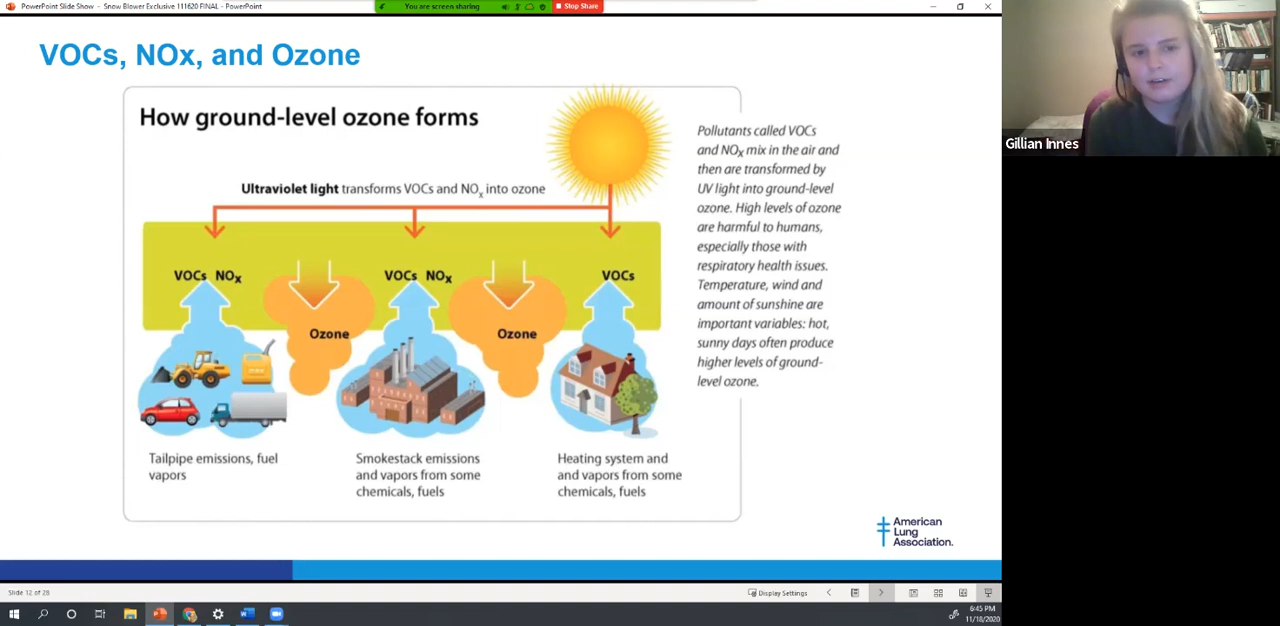 PowerPoint Slide Show - Snow Blower Exclusive 111620 FINAL - PowerPoint
You are screen sharing
Stop Share
VOCs, NOx, and Ozone
How ground-level ozone forms
Ultraviolet light transforms VOCs and NOx into ozone
VOCs NOx
VOCs NOx
VOCs
Ozone
Ozone
Tailpipe emissions, fuel
vapors
Smokestack emissions
and vapors from some
chemicals, fuels
Heating system and
and vapors from some
chemicals, fuels
Pollutants called VOCs
and NOx mix in the air and
then are transformed by
UV light into ground-level
ozone. High levels of ozone
are harmful to humans,
especially those with
respiratory health issues.
Temperature, wind and
amount of sunshine are
important variables: hot,
sunny days often produce
higher levels of ground-
level ozone.
American
Lung
Association.
Gillian Innes
Slide 12 of 28
Display Settings
6:45 PM
11/18/2020